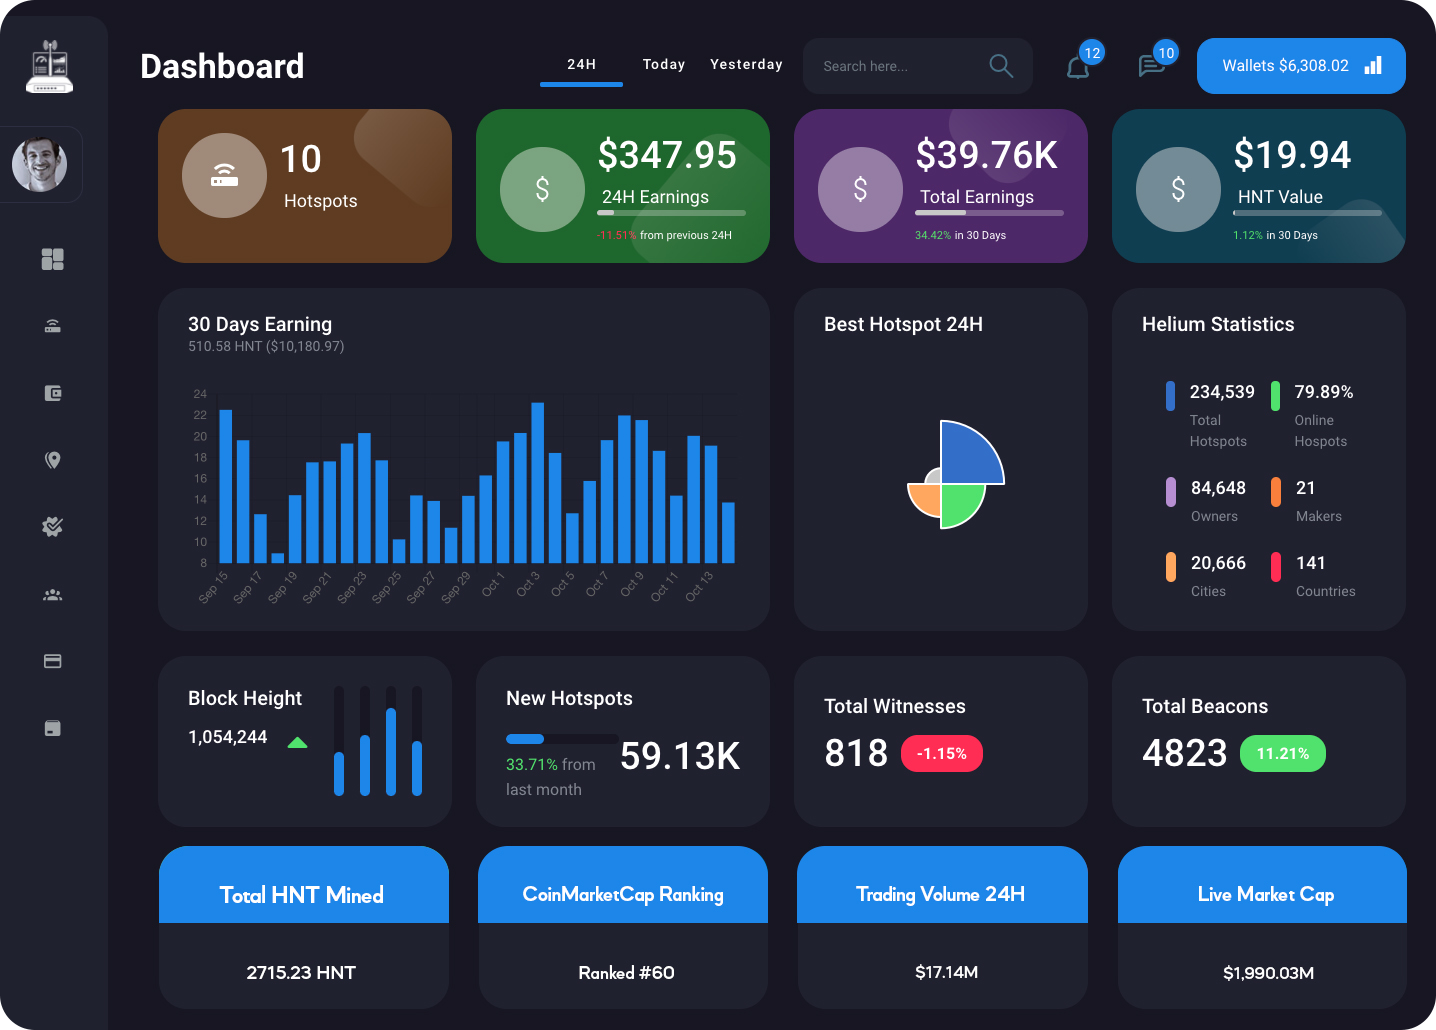 Dashboard
24H
Today
Yesterday
Search here...
12
10
Wallets $6,308.02
10
Hotspots
$347.95
24H Earnings
-11.51% from previous 24H
$39.76K
Total Earnings
34.42% in 30 Days
$19.94
HNT Value
1.12% in 30 Days
30 Days Earning
510.58 HNT ($10,180.97)
24
22
20
18
16
14
12
10
8
Sep 15
Sep 17
Sep 19
Sep 21
Sep 23
Sep 25
Sep 27
Sep 29
Oct 1
Oct 3
Oct 5
Oct 7
Oct 9
Oct 11
Oct 13
Best Hotspot 24H
Helium Statistics
234,539
Total
Hotspots
79.89%
Online
Hospots
84,648
Owners
21
Makers
20,666
Cities
141
Countries
Block Height
1,054,244
New Hotspots
33.71% from
last month
59.13K
Total Witnesses
818
-1.15%
Total Beacons
4823
11.21%
Total HNT Mined
2715.23 HNT
CoinMarketCap Ranking
Ranked #60
Trading Volume 24H
$17.14M
Live Market Cap
$1,990.03M